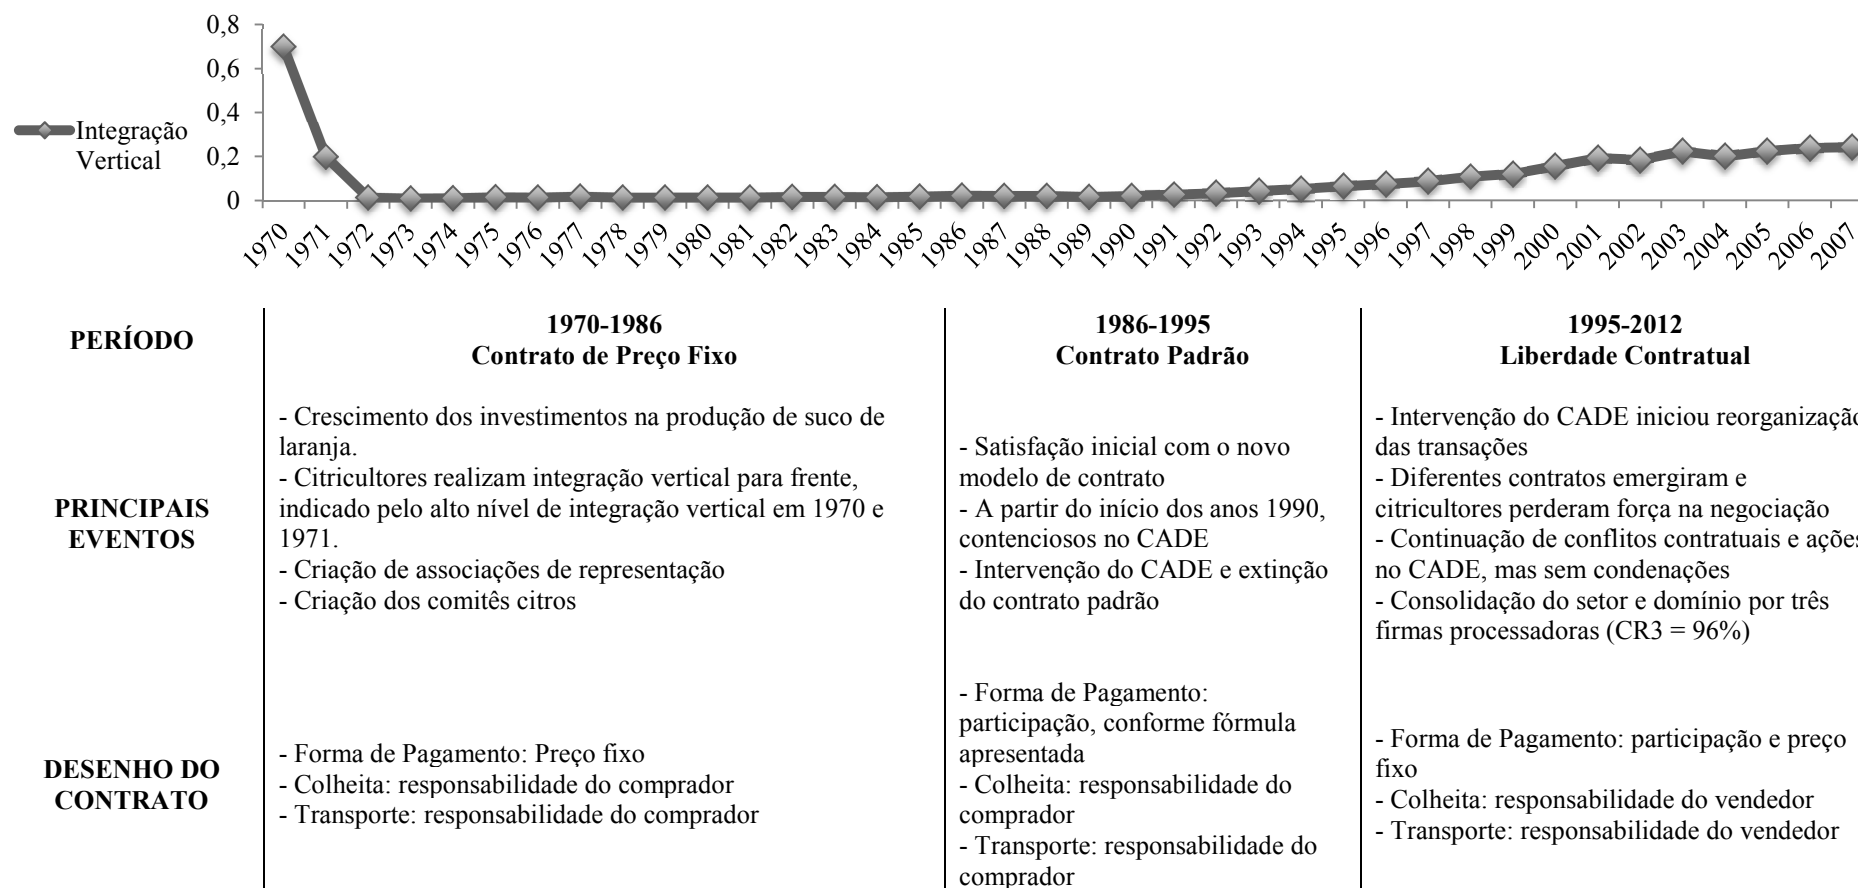 0,8
0,6
0,4
0,2
0
Integração
Vertical
1970 1971 1972 1973 1974 1975 1976 1977 1978 1979 1980 1981 1982 1983 1984 1985 1986 1987 1988 1989 1990 1991 1992 1993 1994 1995 1996 1997 1998 1999 2000 2001 2002 2003 2004 2005 2006 2007
PERÍODO
1970-1986
Contrato de Preço Fixo
1986-1995
Contrato Padrão
1995-2012
Liberdade Contratual
PRINCIPAIS
EVENTOS
- Crescimento dos investimentos na produção de suco de
laranja.
- Citricultores realizam integração vertical para frente,
indicado pelo alto nível de integração vertical em 1970 e
1971.
- Criação de associações de representação
- Criação dos comitês citros
- Satisfação inicial com o novo
modelo de contrato
- A partir do início dos anos 1990,
contenciosos no CADE
- Intervenção do CADE e extinção
do contrato padrão
- Intervenção do CADE iniciou reorganização
das transações
- Diferentes contratos emergiram e
citricultores perderam força na negociação
- Continuação de conflitos contratuais e ações
no CADE, mas sem condenações
- Consolidação do setor e domínio por três
firmas processadoras (CR3 = 96%)
DESENHO DO
CONTRATO
- Forma de Pagamento: Preço fixo
- Colheita: responsabilidade do comprador
- Transporte: responsabilidade do comprador
- Forma de Pagamento:
participação, conforme fórmula
apresentada
- Colheita: responsabilidade do
comprador
- Transporte: responsabilidade do
comprador
- Forma de Pagamento: participação e preço
fixo
- Colheita: responsabilidade do vendedor
- Transporte: responsabilidade do vendedor